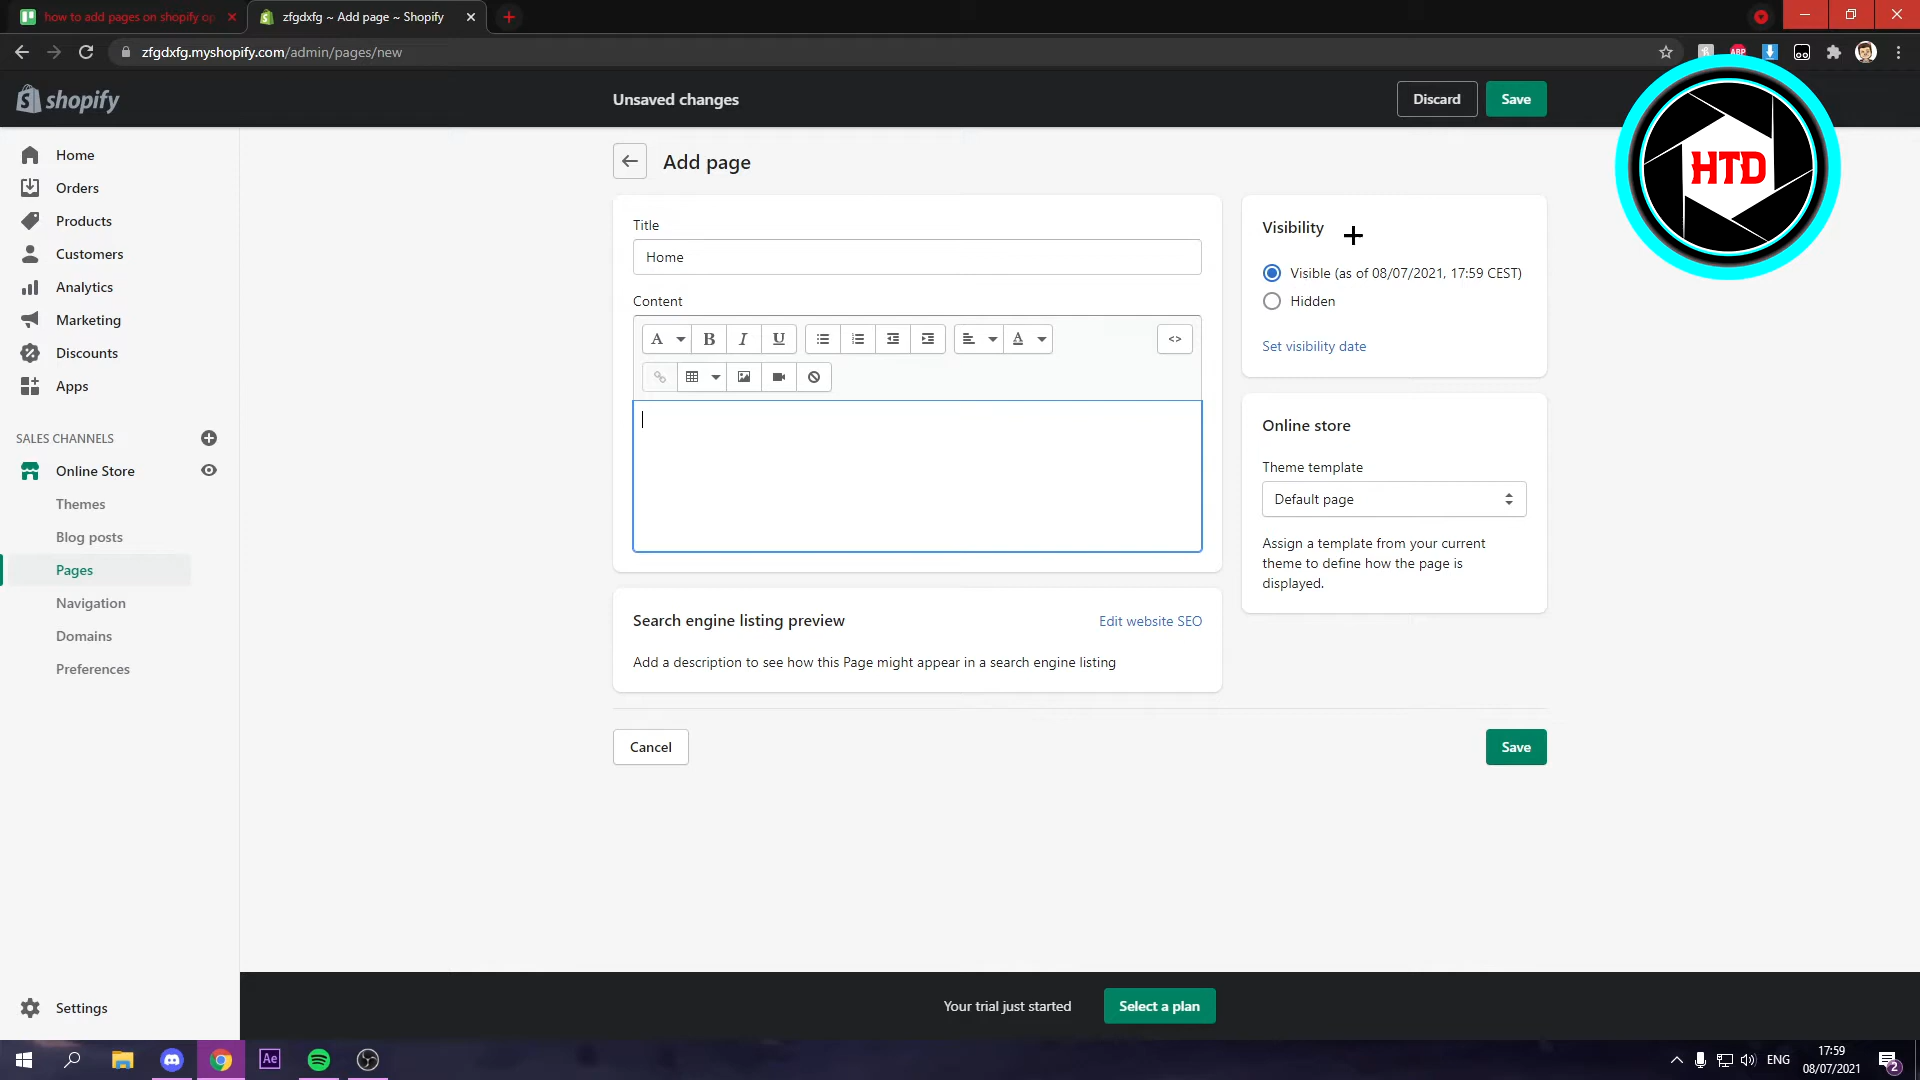 how to add pages on shopify op
zfgdxfg ~ Add page ~ Shopify
zfgdxfg.myshopify.com/admin/pages/new
ABP
shopify
Unsaved changes
Discard
Save
HTD
Home
Orders
Products
Customers
Analytics
Marketing
Discounts
Apps
SALES CHANNELS
Online Store
Themes
Blog posts
Pages
Navigation
Domains
Preferences
Settings
Add page
Title
Home
Content
A
B
I
U
A
<>
Search engine listing preview
Edit website SEO
Add a description to see how this Page might appear in a search engine listing
Cancel
Save
Visibility
Visible (as of 08/07/2021, 17:59 CEST)
Hidden
Set visibility date
Online store
Theme template
Default page
Assign a template from your current
theme to define how the page is
displayed.
Your trial just started
Select a plan
Ae
ENG
17:59
08/07/2021
2